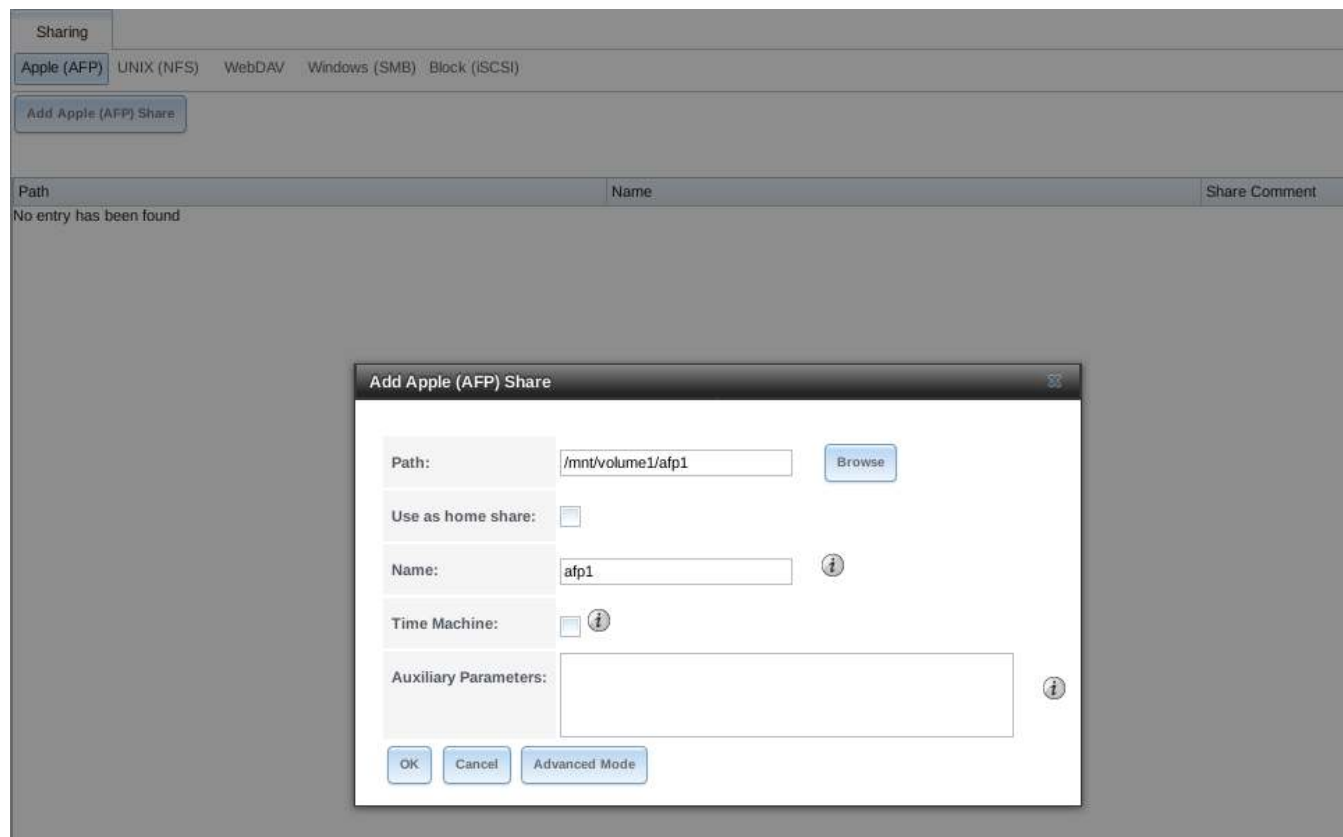 Sharing
Apple (AFP) UNIX (NFS) WebDAV Windows (SMB) Block (iSCSI)
Add Apple (AFP) Share
Path Name Share Comment
No entry has been found
Add Apple (AFP) Share
Path: /mnt/volume1/afp1 Browse
Use as home share:
Name: afp1
Time Machine:
Auxiliary Parameters:
OK Cancel Advanced Mode